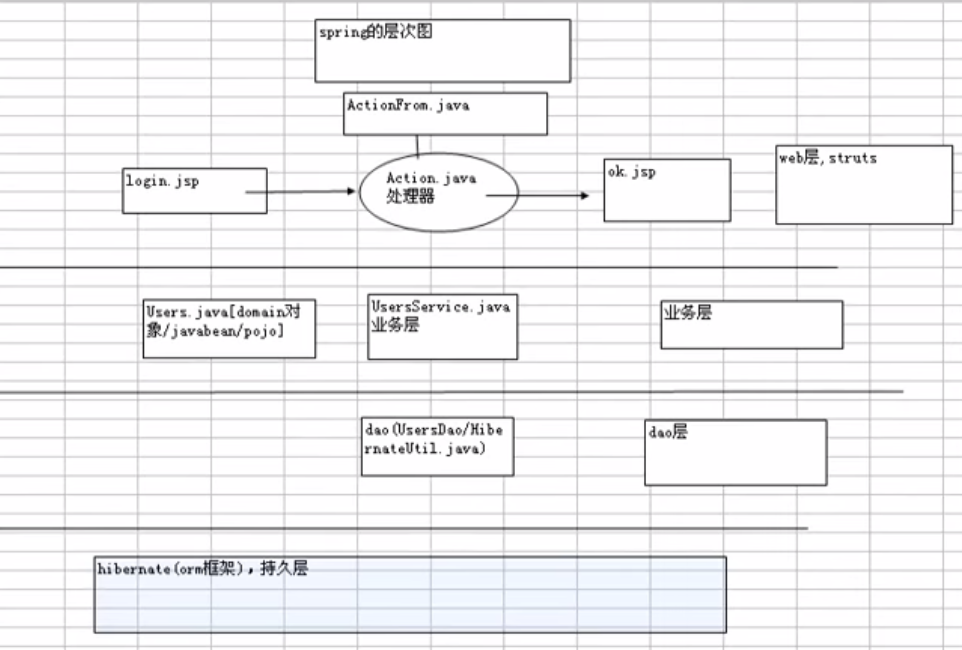 spring的层次图
ActionFrom.java
login.jsp
Action.java
处理器
ok.jsp
web层,struts
Users.java[domain对
象/javabean/pojo]
UsersService.java
业务层
业务层
dao(UsersDao/Hibe
rnateUtil.java)
dao层
hibernate(orm框架),持久层